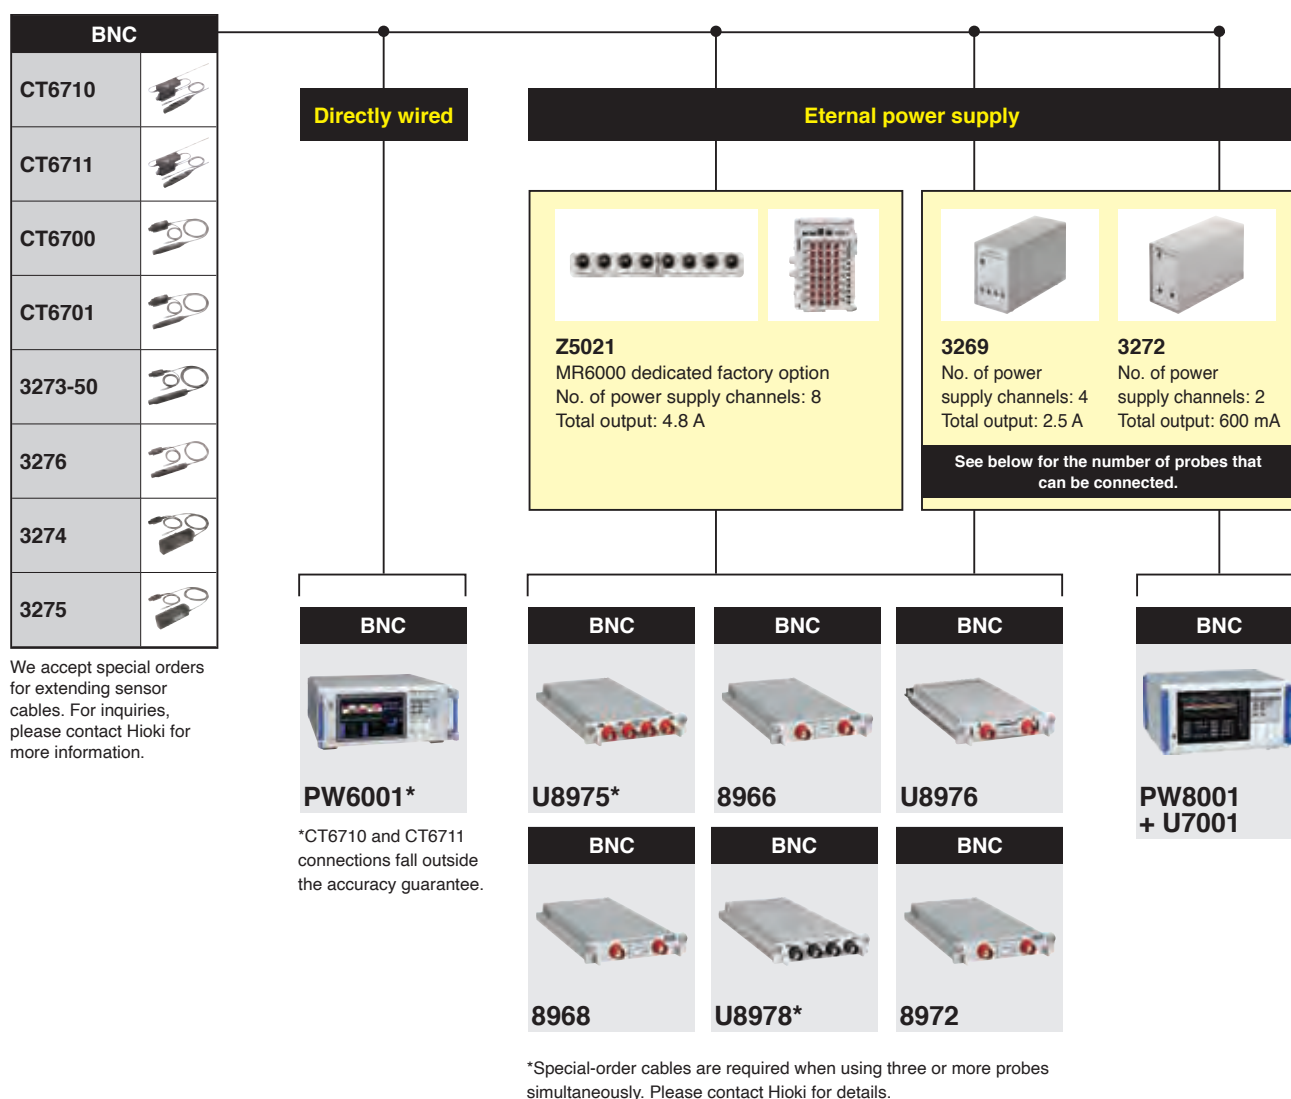 BNC
CT6710
CT6711
CT6700
CT6701
3273-50
3276
3274
3275
We accept special orders
for extending sensor
cables. For inquiries,
please contact Hioki for
more information.
Directly wired
Eternal power supply
Z5021
MR6000 dedicated factory option
No. of power supply channels: 8
Total output: 4.8 A
3269
No. of power
supply channels: 4
Total output: 2.5 A
3272
No. of power
supply channels: 2
Total output: 600 mA
See below for the number of probes that
can be connected.
BNC
PW6001*
*CT6710 and CT6711
connections fall outside
the accuracy guarantee.
BNC
U8975*
BNC
8966
BNC
U8976
BNC
8968
BNC
U8978*
BNC
8972
*Special-order cables are required when using three or more probes
simultaneously. Please contact Hioki for details.
BNC
PW8001
+ U7001